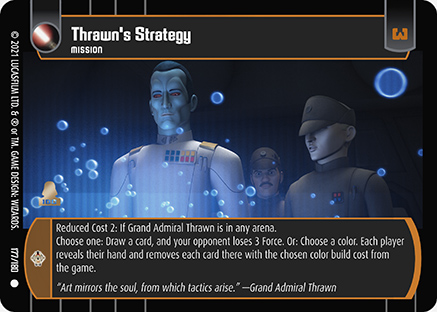 Thrawn's Strategy
MISSION
Reduced Cost 2: If Grand Admiral Thrawn is in any arena.
Choose one: Draw a card, and your opponent loses 3 Force. Or: Choose a color. Each player
reveals their hand and removes each card there with the chosen color build cost from
the game.
“Art mirrors the soul, from which tactics arise.” —Grand Admiral Thrawn
© 2021 LUCASFILM LTD. & ® or TM. GAME DESIGN: WIZARDS.
177/180